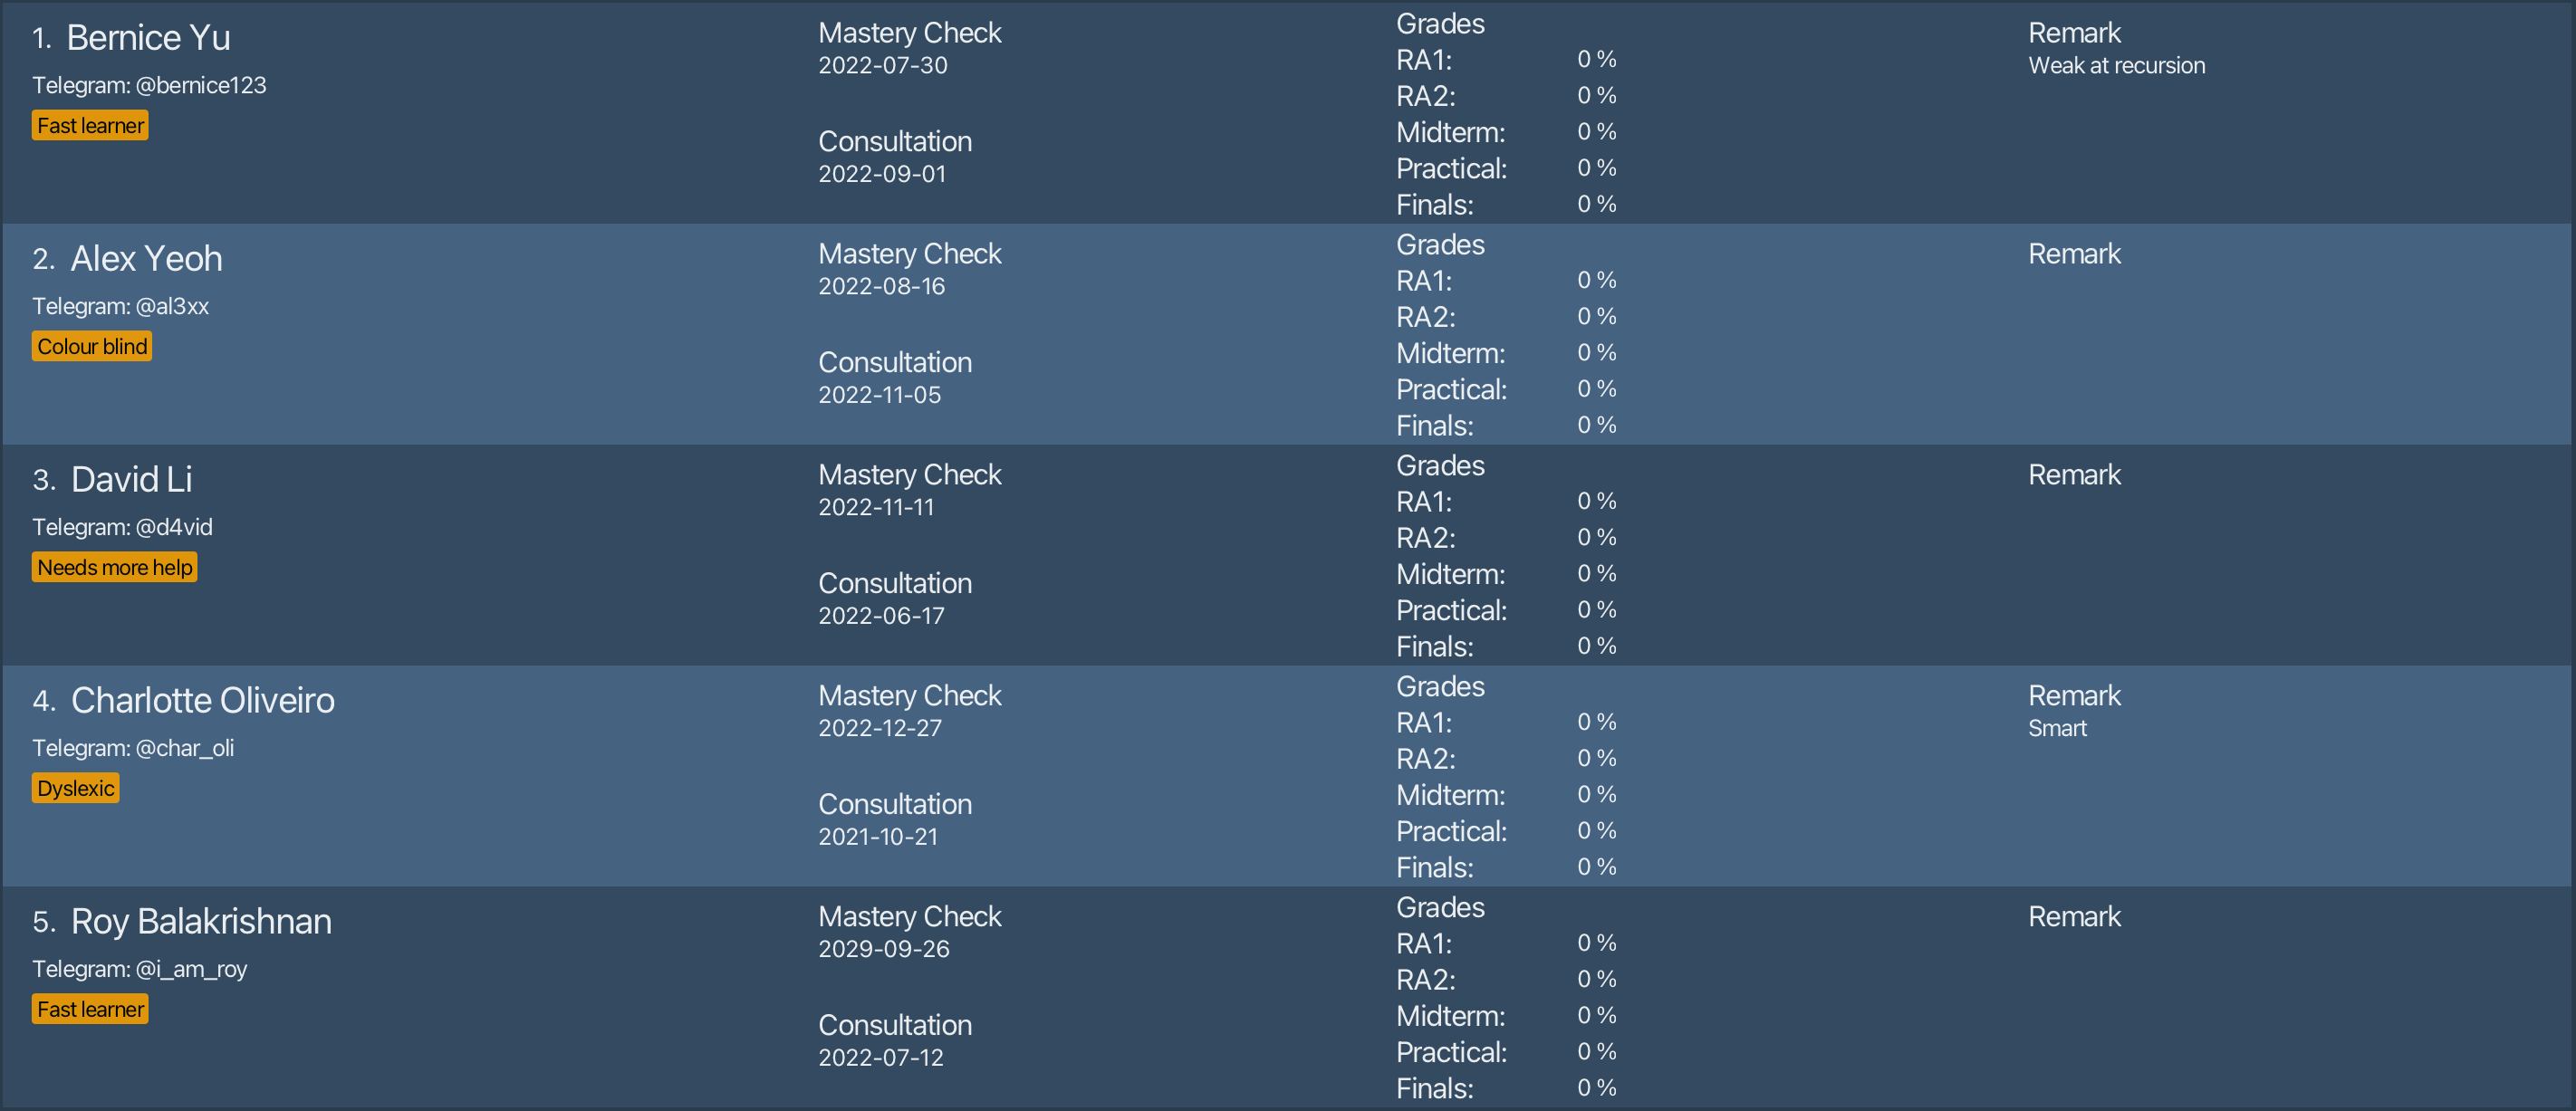 1. Bernice Yu
Telegram: @bernice123
Fast learner
Mastery Check
2022-07-30
Consultation
2022-09-01
Grades
RA1: 0 %
RA2: 0 %
Midterm: 0 %
Practical: 0 %
Finals: 0 %
Remark
Weak at recursion
2. Alex Yeoh
Telegram: @al3xx
Colour blind
Mastery Check
2022-08-16
Consultation
2022-11-05
Grades
RA1: 0 %
RA2: 0 %
Midterm: 0 %
Practical: 0 %
Finals: 0 %
Remark
3. David Li
Telegram: @d4vid
Needs more help
Mastery Check
2022-11-11
Consultation
2022-06-17
Grades
RA1: 0 %
RA2: 0 %
Midterm: 0 %
Practical: 0 %
Finals: 0 %
Remark
4. Charlotte Oliveiro
Telegram: @char_oli
Dyslexic
Mastery Check
2022-12-27
Consultation
2021-10-21
Grades
RA1: 0 %
RA2: 0 %
Midterm: 0 %
Practical: 0 %
Finals: 0 %
Remark
Smart
5. Roy Balakrishnan
Telegram: @i_am_roy
Fast learner
Mastery Check
2029-09-26
Consultation
2022-07-12
Grades
RA1: 0 %
RA2: 0 %
Midterm: 0 %
Practical: 0 %
Finals: 0 %
Remark